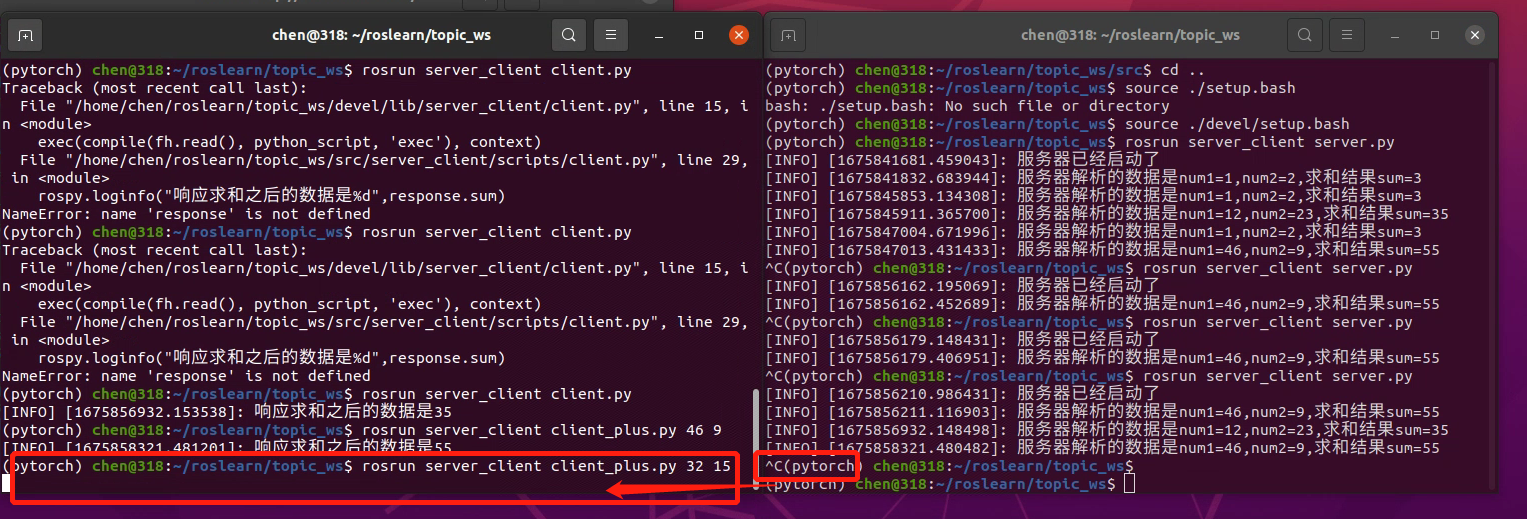 chen@318: ~/roslearn/topic_ws
(pytorch) chen@318:~/roslearn/topic_ws$ rosrun server_client client.py
Traceback (most recent call last):
File "/home/chen/roslearn/topic_ws/devel/lib/server_client/client.py", line 15, i
n <module>
exec(compile(fh.read(), python_script, 'exec'), context)
File "/home/chen/roslearn/topic_ws/src/server_client/scripts/client.py", line 29,
in <module>
rospy.loginfo("响应求和之后的数据是%d",response.sum)
NameError: name 'response' is not defined
(pytorch) chen@318:~/roslearn/topic_ws$ rosrun server_client client.py
Traceback (most recent call last):
File "/home/chen/roslearn/topic_ws/devel/lib/server_client/client.py", line 15, i
n <module>
exec(compile(fh.read(), python_script, 'exec'), context)
File "/home/chen/roslearn/topic_ws/src/server_client/scripts/client.py", line 29,
in <module>
rospy.loginfo("响应求和之后的数据是%d",response.sum)
NameError: name 'response' is not defined
(pytorch) chen@318:~/roslearn/topic_ws$ rosrun server_client client.py
[INFO] [1675856932.153538]: 响应求和之后的数据是35
(pytorch) chen@318:~/roslearn/topic_ws$ rosrun server_client client_plus.py 46 9
[INFO] [1675858321.481201]: 响应求和之后的数据是55
(pytorch) chen@318:~/roslearn/topic_ws$ rosrun server_client client_plus.py 32 15
chen@318: ~/roslearn/topic_ws
(pytorch) chen@318:~/roslearn/topic_ws/src$ cd ..
(pytorch) chen@318:~/roslearn/topic_ws$ source ./setup.bash
bash: ./setup.bash: No such file or directory
(pytorch) chen@318:~/roslearn/topic_ws$ source ./devel/setup.bash
(pytorch) chen@318:~/roslearn/topic_ws$ rosrun server_client server.py
[INFO] [1675841681.459043]: 服务器已经启动了
[INFO] [1675841832.683944]: 服务器解析的数据是num1=1,num2=2,求和结果sum=3
[INFO] [1675845853.134308]: 服务器解析的数据是num1=1,num2=2,求和结果sum=3
[INFO] [1675845911.365700]: 服务器解析的数据是num1=12,num2=23,求和结果sum=35
[INFO] [1675847004.671996]: 服务器解析的数据是num1=1,num2=2,求和结果sum=3
[INFO] [1675847013.431433]: 服务器解析的数据是num1=46,num2=9,求和结果sum=55
^C(pytorch) chen@318:~/roslearn/topic_ws$ rosrun server_client server.py
[INFO] [1675856162.195069]: 服务器已经启动了
[INFO] [1675856162.452689]: 服务器解析的数据是num1=46,num2=9,求和结果sum=55
^C(pytorch) chen@318:~/roslearn/topic_ws$ rosrun server_client server.py
[INFO] [1675856179.148431]: 服务器已经启动了
[INFO] [1675856179.406951]: 服务器解析的数据是num1=46,num2=9,求和结果sum=55
^C(pytorch) chen@318:~/roslearn/topic_ws$ rosrun server_client server.py
[INFO] [1675856210.986431]: 服务器已经启动了
[INFO] [1675856211.116903]: 服务器解析的数据是num1=46,num2=9,求和结果sum=55
[INFO] [1675856932.148498]: 服务器解析的数据是num1=12,num2=23,求和结果sum=35
[INFO] [1675858321.480482]: 服务器解析的数据是num1=46,num2=9,求和结果sum=55
^C(pytorch) chen@318:~/roslearn/topic_ws$
(pytorch) chen@318:~/roslearn/topic_ws$